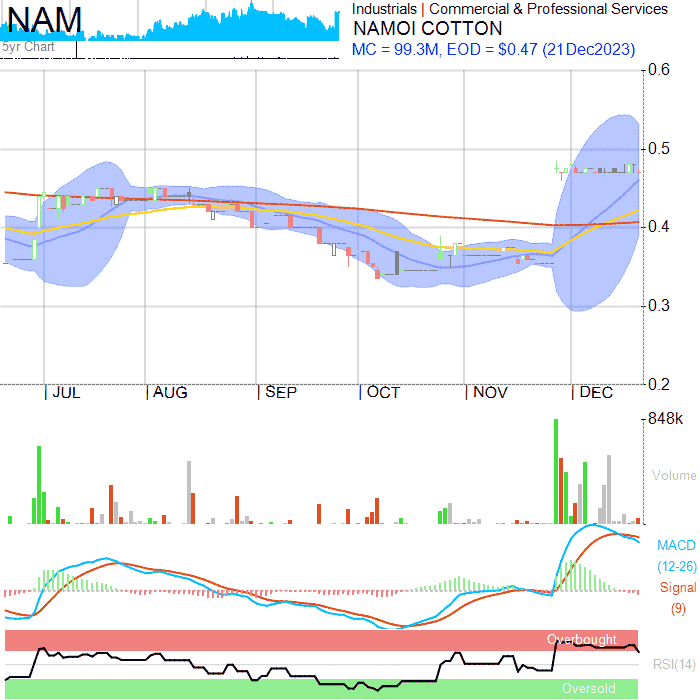 NAM
5yr Chart
Industrials | Commercial & Professional Services
NAMOI COTTON
MC = 99.3M, EOD = $0.47 (21Dec2023)
0.6
0.5
0.4
0.3
0.2
JUL AUG SEP OCT NOV DEC
848k
Volume
MACD
(12-26)
Signal
(9)
Overbought
RSI(14)
Oversold